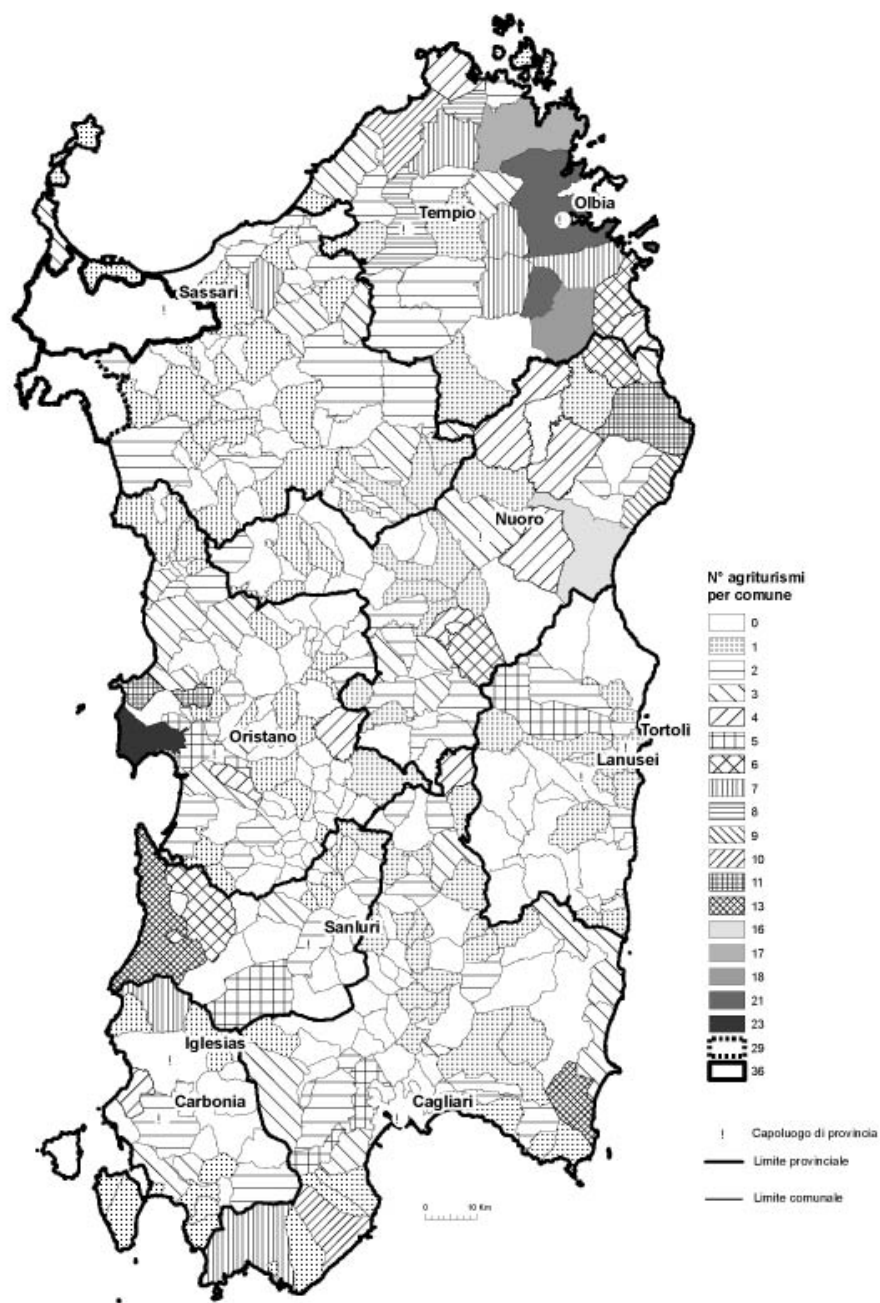 Olbia
Tempio
Sassari
Nuoro
Oristano
Tortolì
Lanusei
Sanluri
Iglesias
Carbonia
Cagliari
N° agriturismi
per comune
0
1
2
3
4
5
6
7
8
9
10
11
13
16
17
18
21
23
29
36
! Capoluogo di provincia
Limite provinciale
Limite comunale
0 10 Km